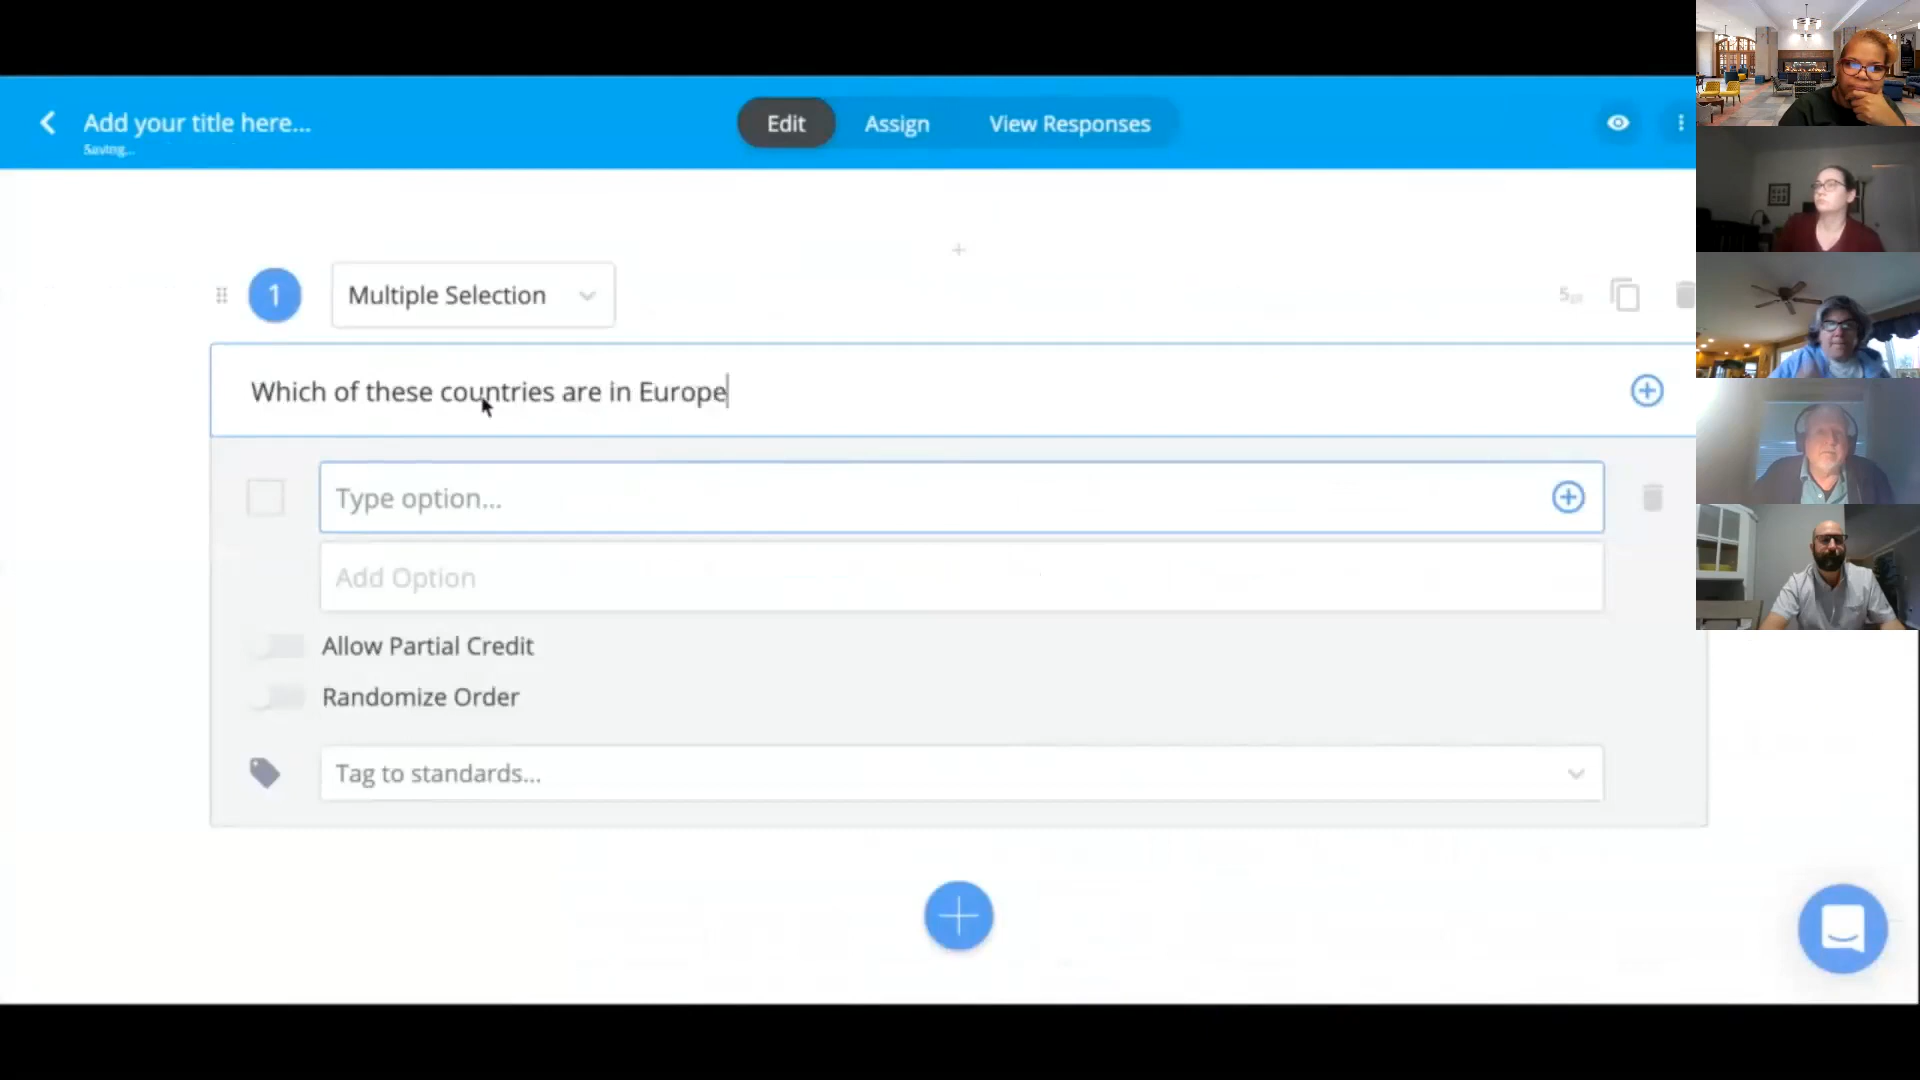 Add your title here...
Saving...
Edit
Assign
View Responses
1
Multiple Selection
5pt
Which of these countries are in Europe
Type option...
Add Option
Allow Partial Credit
Randomize Order
Tag to standards...